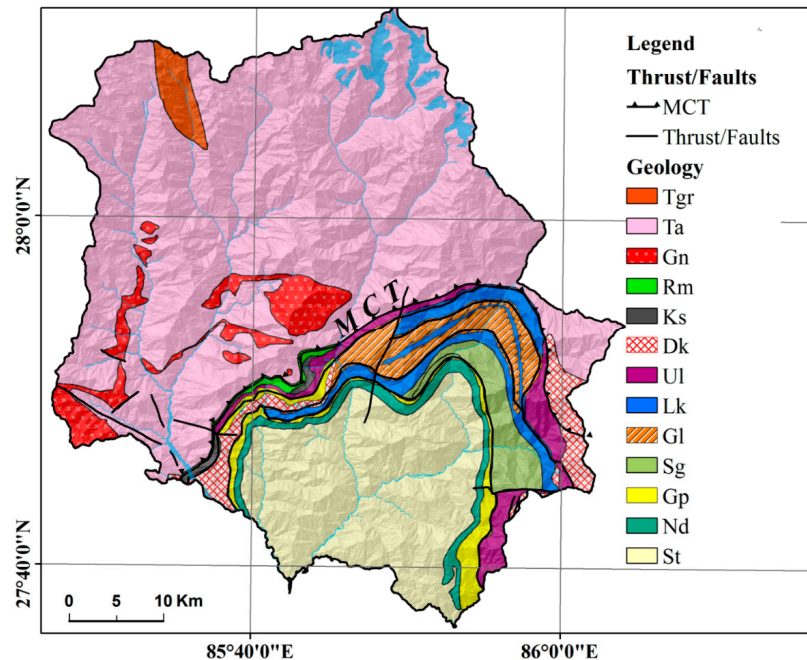 Legend
Thrust/Faults
MCT
Thrust/Faults
Geology
Tgr
Ta
Gn
Rm
Ks
Dk
Ul
Lk
Gl
Sg
Gp
Nd
St
MCT
28°0'0"N
27°40'0"N
0 5 10 Km
85°40'0"E
86°0'0"E